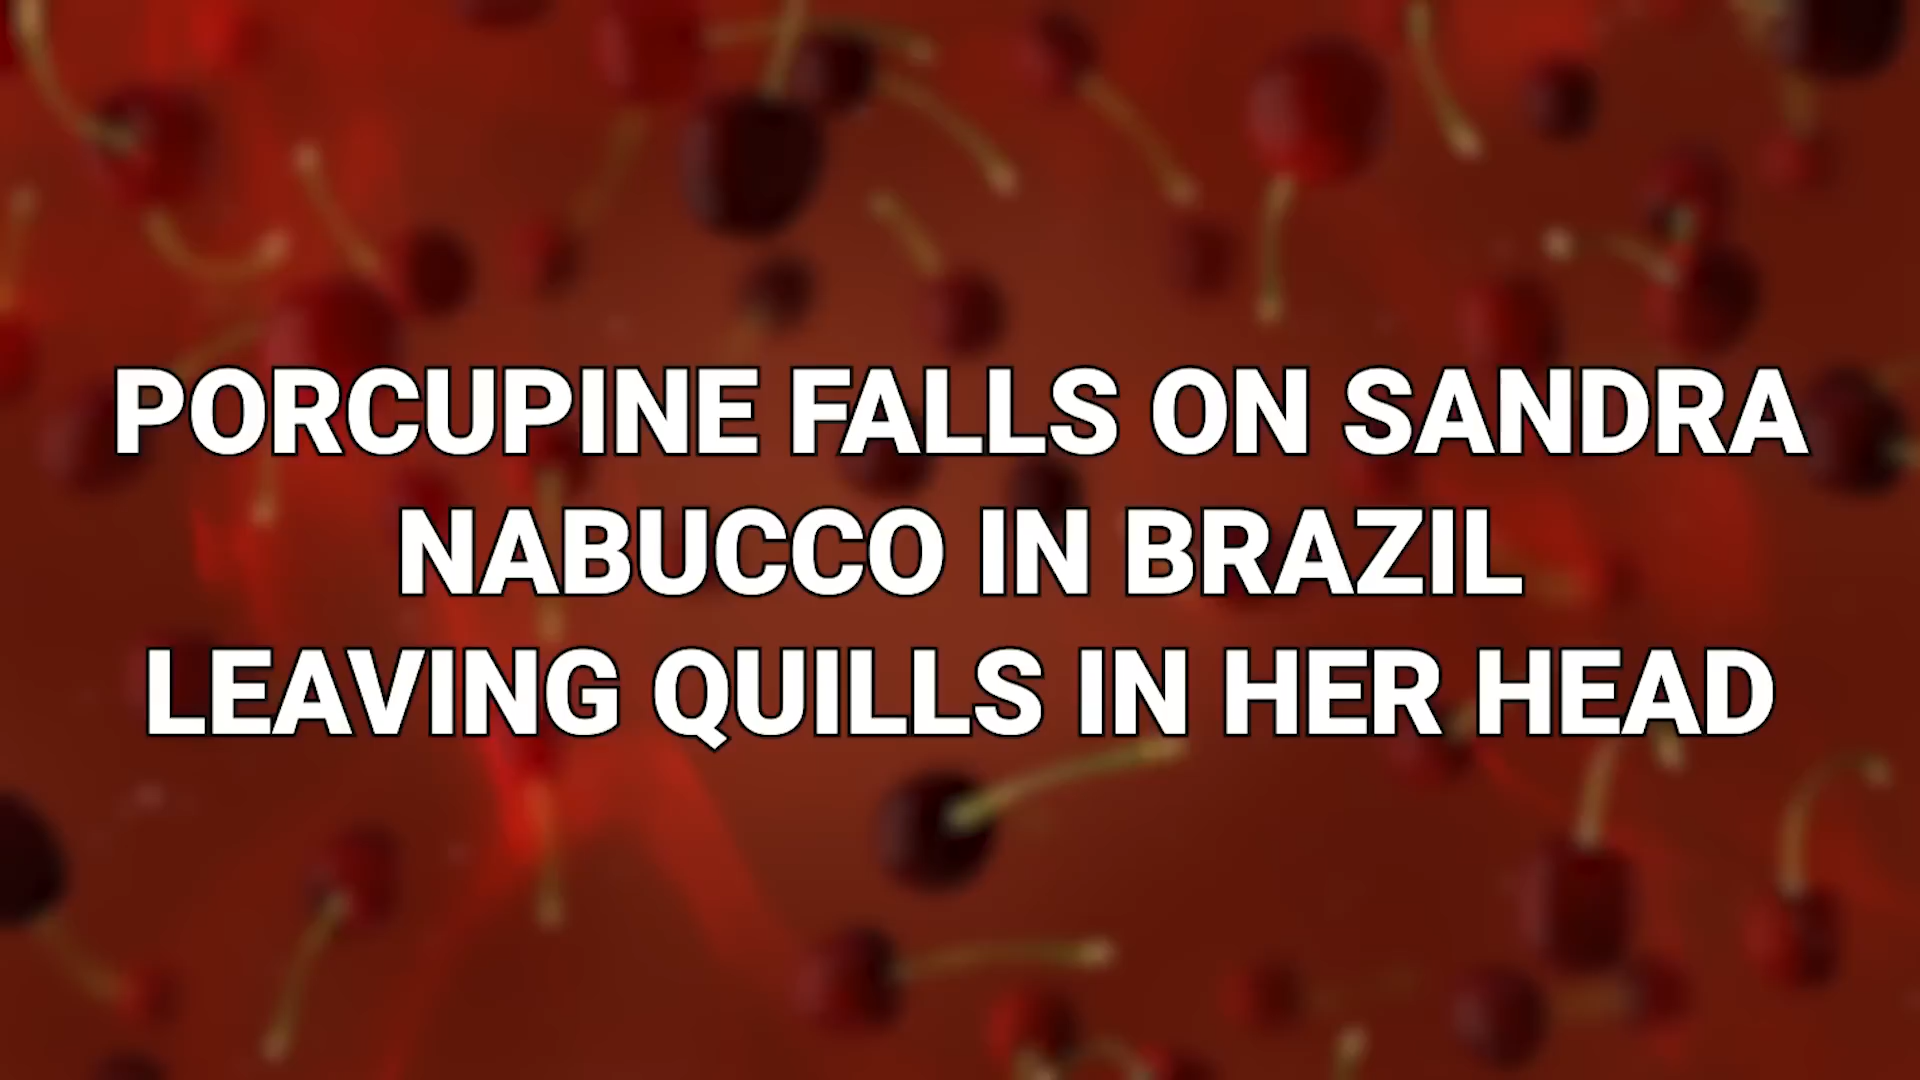 PORCUPINE FALLS ON SANDRA
NABUCCO IN BRAZIL
LEAVING QUILLS IN HER HEAD